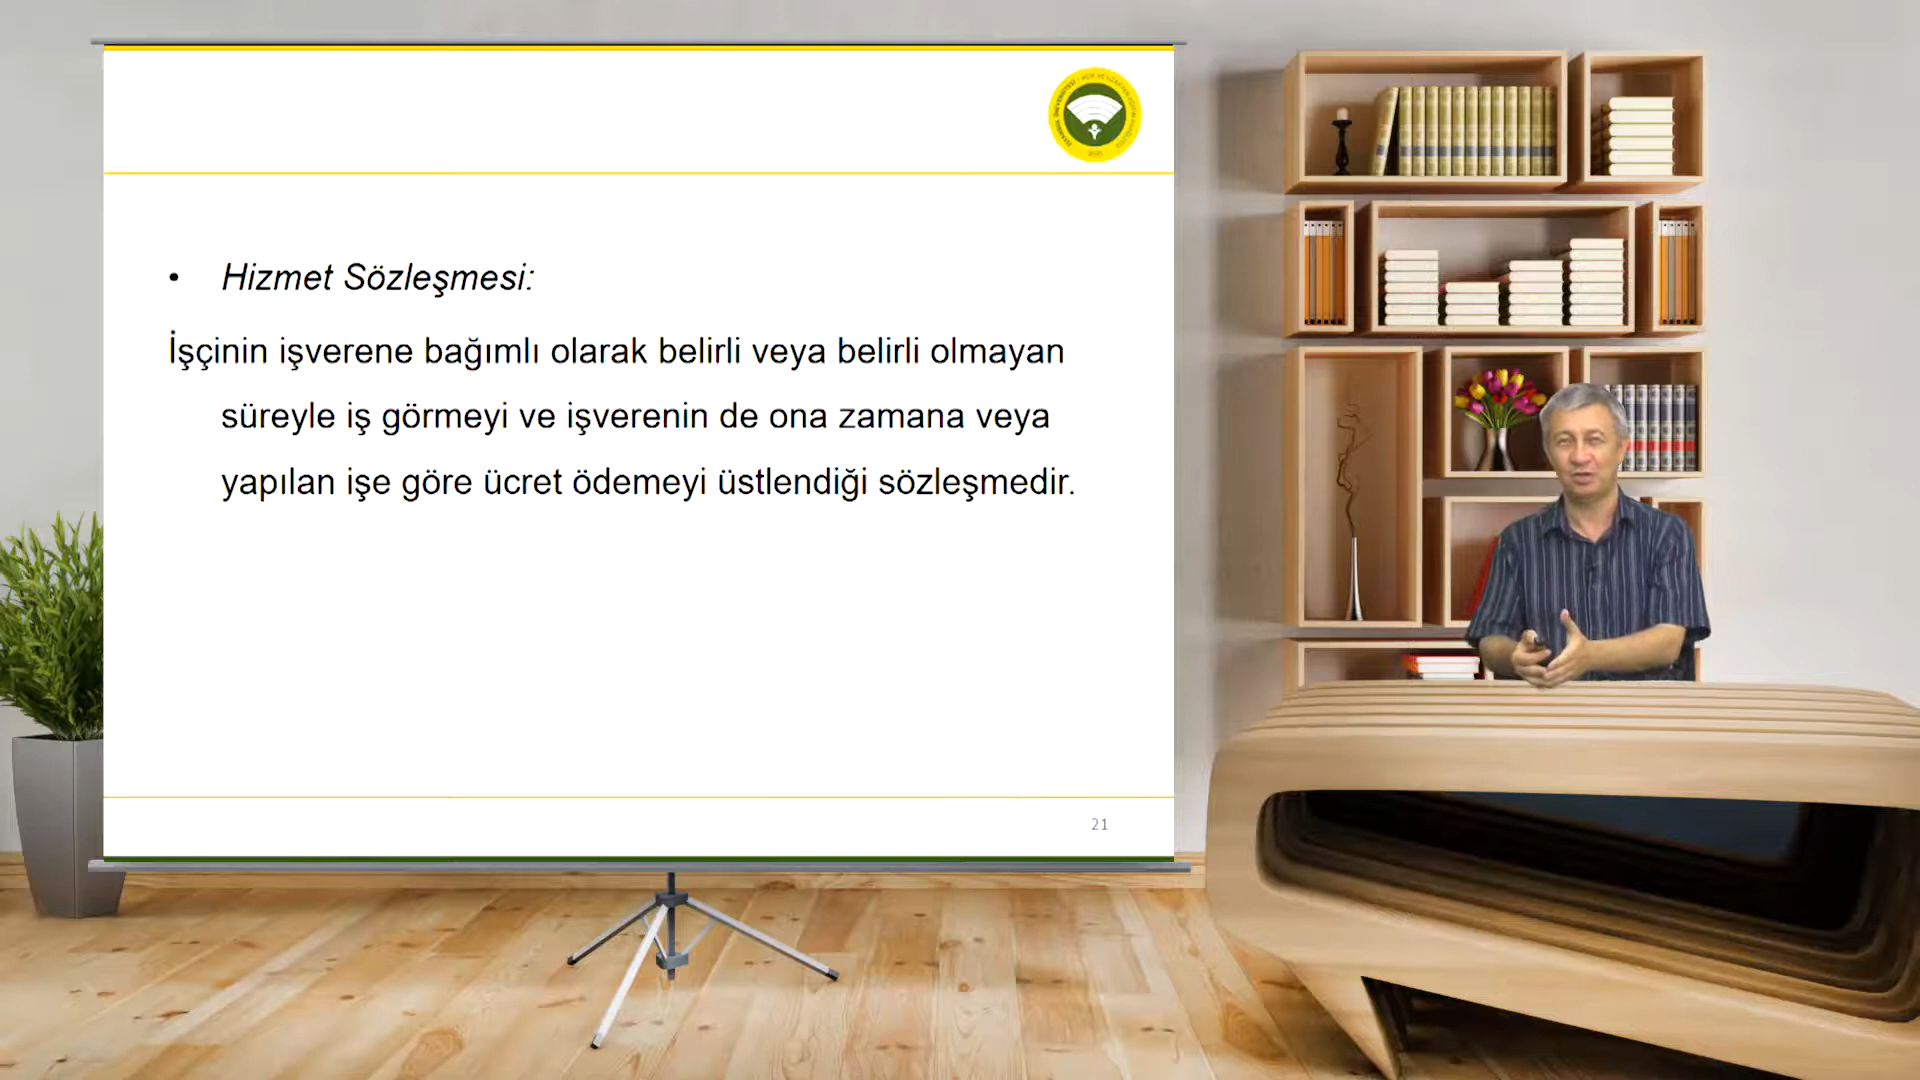 • Hizmet Sözleşmesi:
İşçinin işverene bağımlı olarak belirli veya belirli olmayan
süreyle iş görmeyi ve işverenin de ona zamana veya
yapılan işe göre ücret ödemeyi üstlendiği sözleşmedir.
21